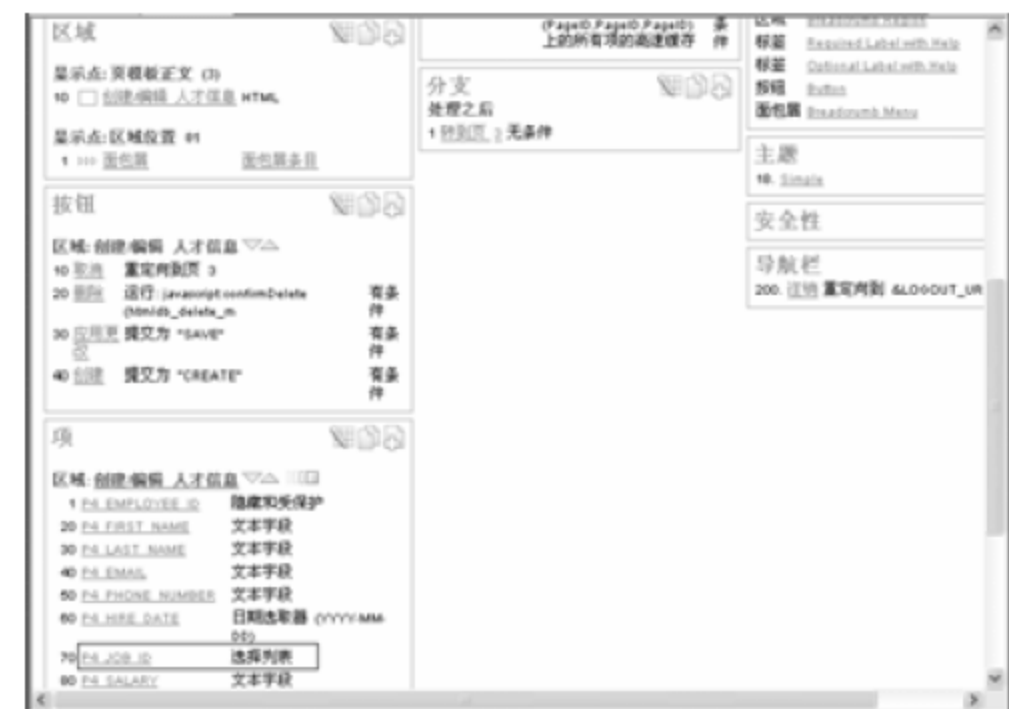 区域
显示点: 页模板正文 (3)
10 创建/编辑 人才信息 HTML
显示点: 区域位置 01
1 >>> 面包屑 面包屑条目
按钮
区域: 创建/编辑 人才信息
10 取消 重定向到页 3
20 删除 运行: javascript:confirmDelete 有条
(htmldb_delete_m 件
30 应用更 提交为 "SAVE" 有条
改 件
40 创建 提交为 "CREATE" 有条
件
项
区域: 创建/编辑 人才信息
1 P4_EMPLOYEE_ID 隐藏和受保护
20 P4_FIRST_NAME 文本字段
30 P4_LAST_NAME 文本字段
40 P4_EMAIL 文本字段
50 P4_PHONE_NUMBER 文本字段
60 P4_HIRE_DATE 日期选取器 (YYYY-MM-
DD)
70 P4_JOB_ID 选择列表
80 P4_SALARY 文本字段
(PageID,PageID,PageID) 条
上的所有项的高速缓存 件
分支
处理之后
1 转到页 3 无条件
区域 Breadcrumb Region
标签 Required Label with Help
标签 Optional Label with Help
按钮 Button
面包屑 Breadcrumb Menu
主题
18. Simple
安全性
导航栏
200. 注销 重定向到 &LOGOUT_UR